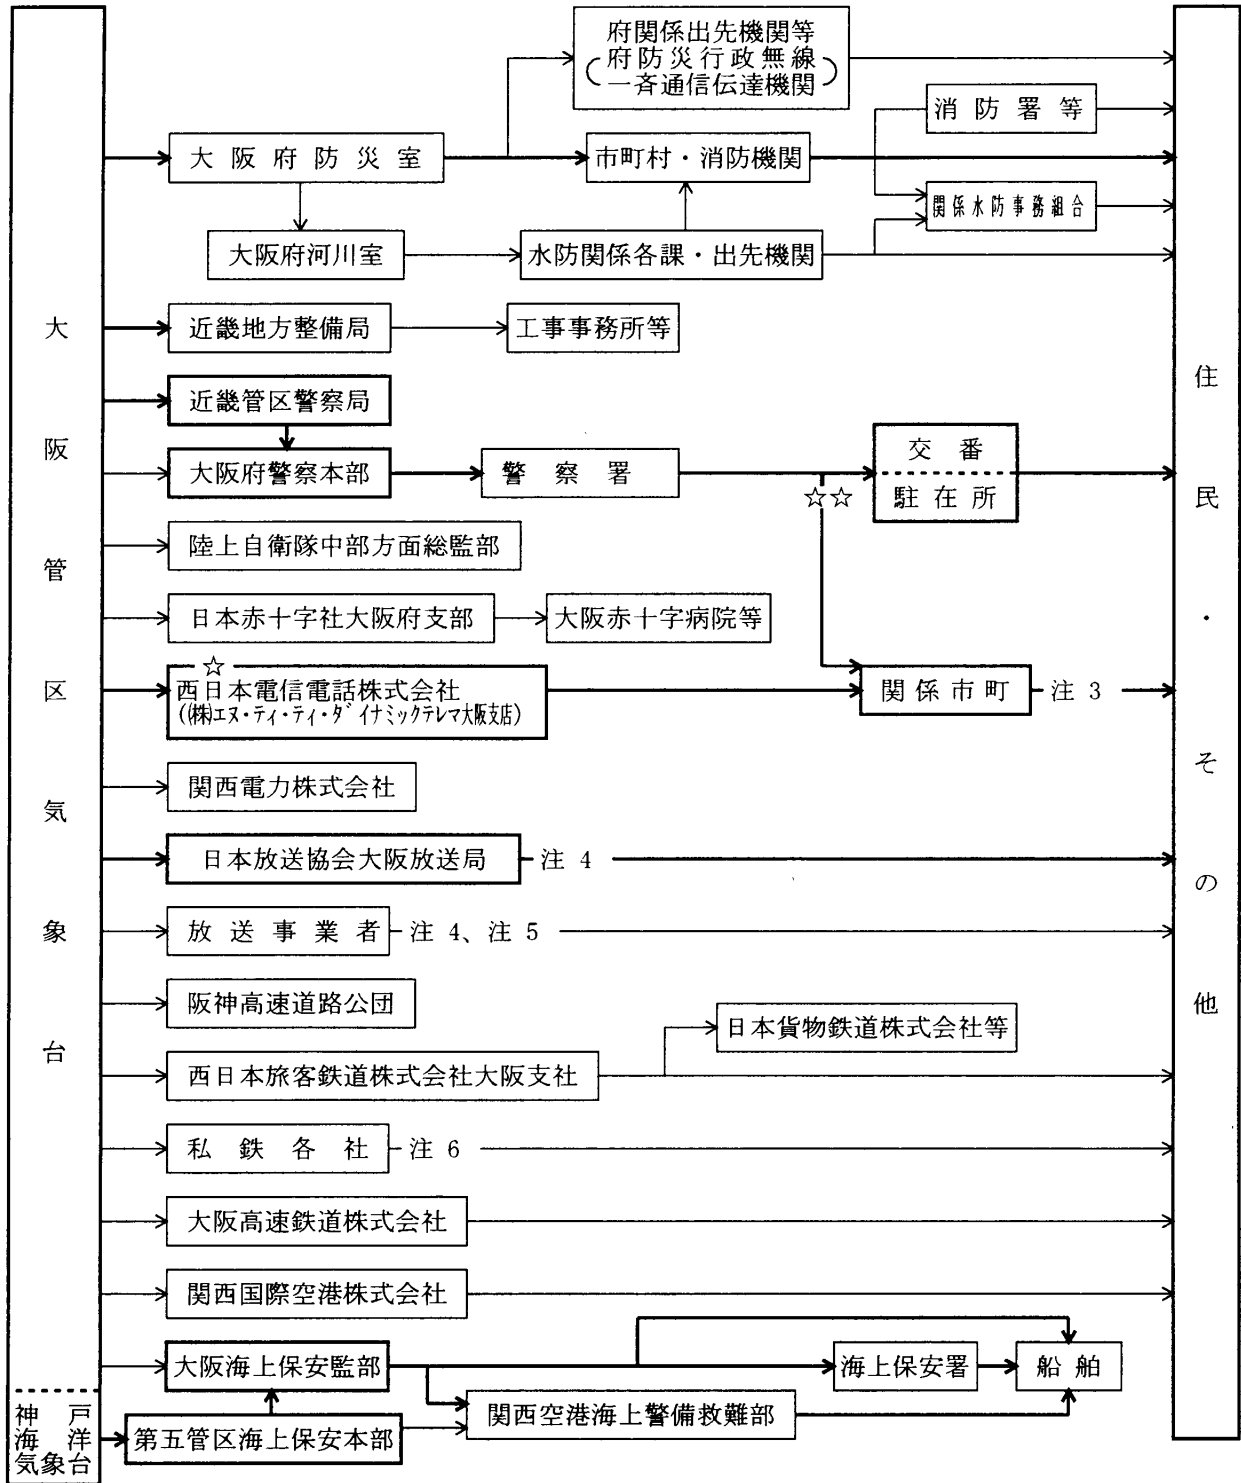 府関係出先機関等
(府防災行政無線
一斉通信伝達機関)
消防署等
大阪府防災室
市町村・消防機関
関係水防事務組合
大阪府河川室
水防関係各課・出先機関
大阪管区気象台
近畿地方整備局
工事事務所等
住民・その他
近畿管区警察局
大阪府警察本部
警察署
☆☆
交番
駐在所
陸上自衛隊中部方面総監部
日本赤十字社大阪府支部
大阪赤十字病院等
☆
西日本電信電話株式会社
((株)エヌ・ティ・ティ・ダイナミックテレマ大阪支店)
関係市町
注 3
関西電力株式会社
日本放送協会大阪放送局
注 4
放送事業者
注 4、注 5
阪神高速道路公団
日本貨物鉄道株式会社等
西日本旅客鉄道株式会社大阪支社
私鉄各社
注 6
大阪高速鉄道株式会社
関西国際空港株式会社
大阪海上保安監部
海上保安署
船舶
神戸
海洋
気象台
第五管区海上保安本部
関西空港海上警備救難部